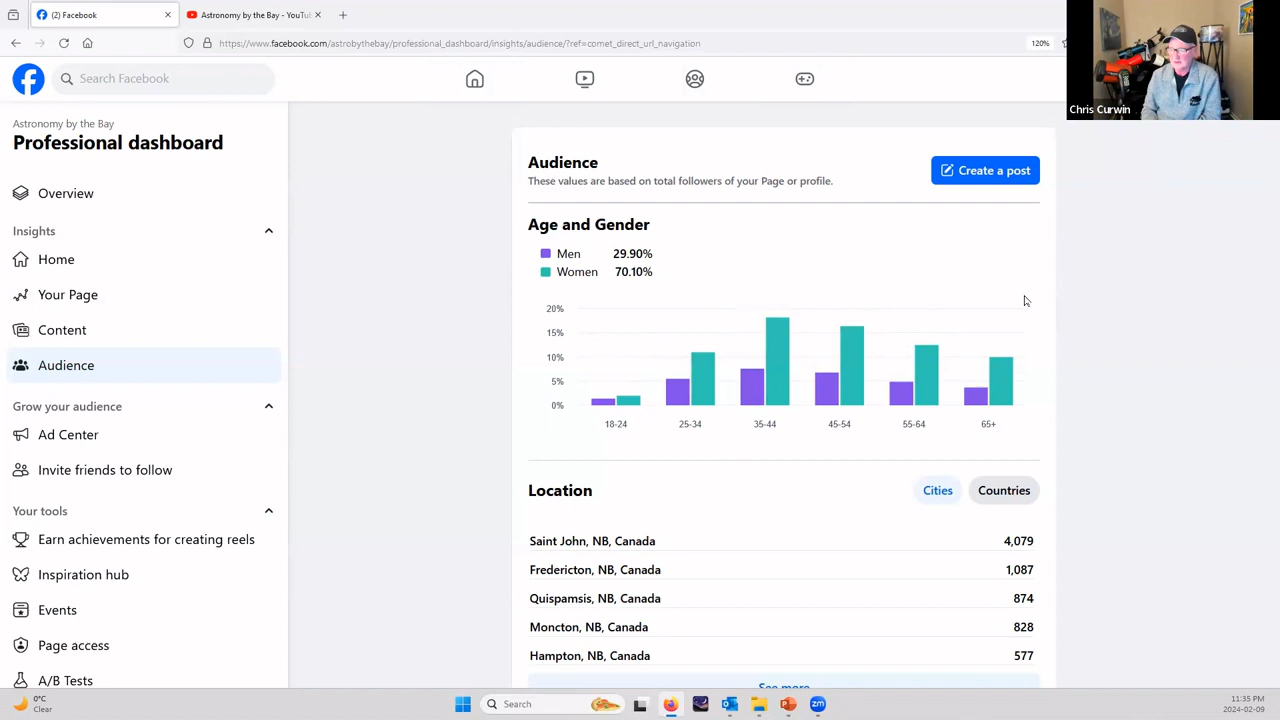 (2) Facebook
Astronomy by the Bay - YouTu
https://www.facebook.com/astrobythebay/professional_dashboard/insights/audience/?ref=comet_direct_url_navigation
120%
Search Facebook
Chris Curwin
Astronomy by the Bay
Professional dashboard
Overview
Insights
Home
Your Page
Content
Audience
Grow your audience
Ad Center
Invite friends to follow
Your tools
Earn achievements for creating reels
Inspiration hub
Events
Page access
A/B Tests
Audience
These values are based on total followers of your Page or profile.
Create a post
Age and Gender
Men 29.90%
Women 70.10%
20%
15%
10%
5%
0%
18-24 25-34 35-44 45-54 55-64 65+
Location
Cities Countries
Saint John, NB, Canada 4,079
Fredericton, NB, Canada 1,087
Quispamsis, NB, Canada 874
Moncton, NB, Canada 828
Hampton, NB, Canada 577
See more
0°C
Clear
Search
zm
11:35 PM
2024-02-09